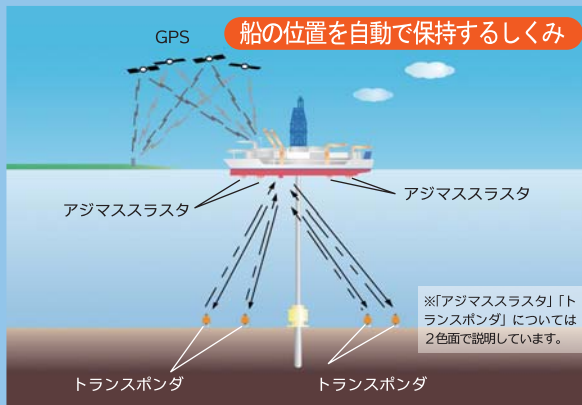 船の位置を自動で保持するしくみ
GPS
アジマススラスタ
アジマススラスタ
※「アジマススラスタ」「ト
ランスポンダ」については
2色面で説明しています。
トランスポンダ
トランスポンダ